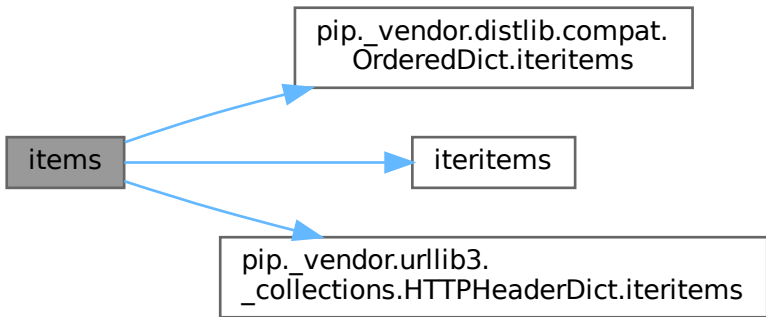 pip._vendor.distlib.compat.
OrderedDict.iteritems
items
iteritems
pip._vendor.urllib3.
_collections.HTTPHeaderDict.iteritems